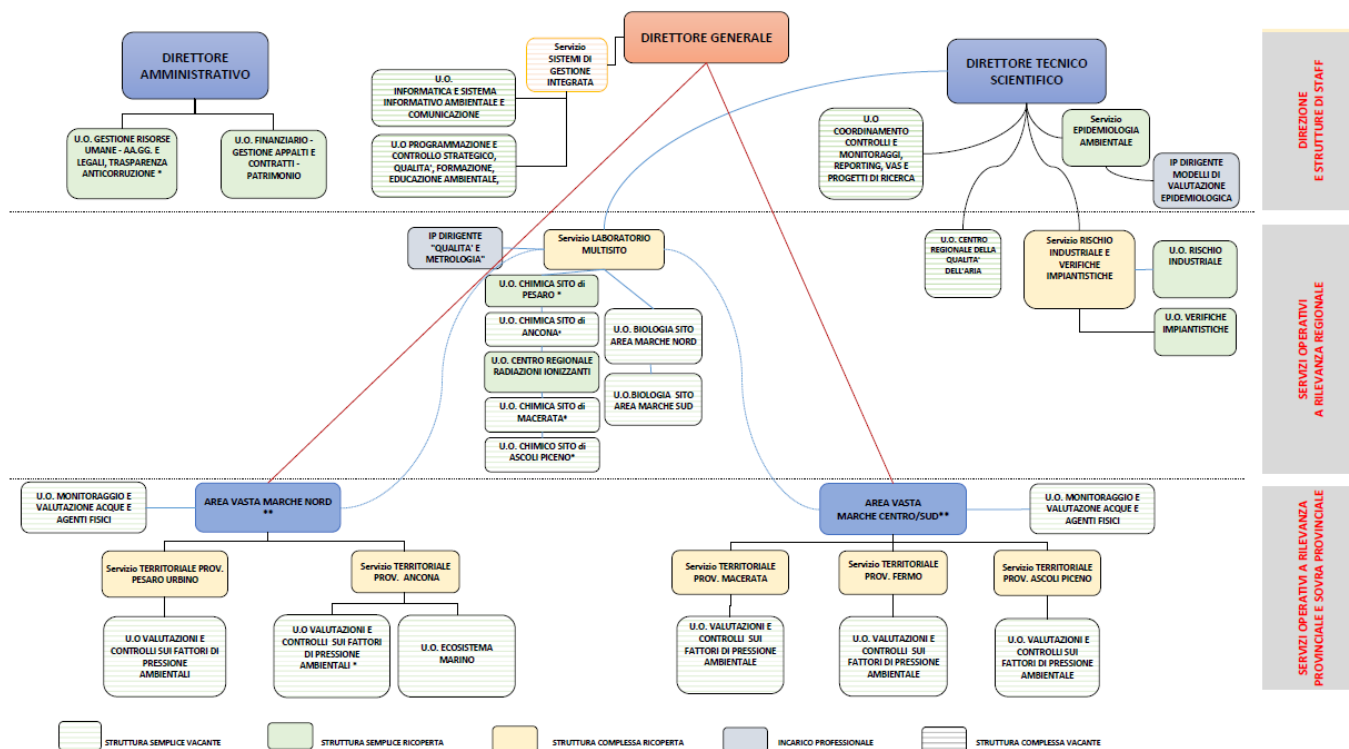 DIRETTORE
AMMINISTRATIVO
U.O. GESTIONE RISORSE
UMANE - AA.GG. E
LEGALI, TRASPARENZA
ANTICORRUZIONE *
U.O. FINANZIARIO -
GESTIONE APPALTI E
CONTRATTI -
PATRIMONIO
DIRETTORE GENERALE
Servizio
SISTEMI DI
GESTIONE
INTEGRATA
U.O.
INFORMATICA E SISTEMA
INFORMATIVO AMBIENTALE E
COMUNICAZIONE
U.O PROGRAMMAZIONE E
CONTROLLO STRATEGICO,
QUALITA', FORMAZIONE,
EDUCAZIONE AMBIENTALE,
DIRETTORE TECNICO
SCIENTIFICO
U.O
COORDINAMENTO
CONTROLLI E
MONITORAGGI,
REPORTING, VAS E
PROGETTI DI RICERCA
Servizio
EPIDEMIOLOGIA
AMBIENTALE
IP DIRIGENTE
MODELLI DI
VALUTAZIONE
EPIDEMIOLOGICA
DIREZIONE
E STRUTTURE DI STAFF
IP DIRIGENTE
"QUALITA' E
METROLOGIA"
Servizio LABORATORIO
MULTISITO
U.O. CHIMICA SITO di
PESARO *
U.O. CHIMICA SITO di
ANCONA*
U.O. CENTRO REGIONALE
RADIAZIONI IONIZZANTI
U.O. CHIMICA SITO di
MACERATA*
U.O. CHIMICO SITO di
ASCOLI PICENO*
U.O. BIOLOGIA SITO
AREA MARCHE NORD
U.O.BIOLOGIA SITO
AREA MARCHE SUD
U.O. CENTRO
REGIONALE DELLA
QUALITA'
DELL'ARIA
Servizio RISCHIO
INDUSTRIALE E
VERIFICHE
IMPIANTISTICHE
U.O. RISCHIO
INDUSTRIALE
U.O. VERIFICHE
IMPIANTISTICHE
SERVIZI OPERATIVI
A RILEVANZA REGIONALE
U.O. MONITORAGGIO E
VALUTAZIONE ACQUE E
AGENTI FISICI
AREA VASTA MARCHE NORD
**
AREA VASTA
MARCHE CENTRO/SUD**
U.O. MONITORAGGIO E
VALUTAZONE ACQUE E
AGENTI FISICI
Servizio TERRITORIALE PROV.
PESARO URBINO
Servizio TERRITORIALE
PROV. ANCONA
Servizio TERRITORIALE
PROV. MACERATA
Servizio TERRITORIALE
PROV. FERMO
Servizio TERRITORIALE
PROV. ASCOLI PICENO
U.O VALUTAZIONI E
CONTROLLI SUI FATTORI DI
PRESSIONE
AMBIENTALI
U.O VALUTAZIONI E
CONTROLLI SUI FATTORI
DI PRESSIONE
AMBIENTALI *
U.O. ECOSISTEMA
MARINO
U.O. VALUTAZIONI E
CONTROLLI SUI
FATTORI DI PRESSIONE
AMBIENTALE
U.O. VALUTAZIONI E
CONTROLLI SUI
FATTORI DI PRESSIONE
AMBIENTALE
U.O. VALUTAZIONI E
CONTROLLI SUI
FATTORI DI PRESSIONE
AMBIENTALE
SERVIZI OPERATIVI A RILEVANZA
PROVINCIALE E SOVRA PROVINCIALE
STRUTTURA SEMPLICE VACANTE
STRUTTURA SEMPLICE RICOPERTA
STRUTTURA COMPLESSA RICOPERTA
INCARICO PROFESSIONALE
STRUTTURA COMPLESSA VACANTE